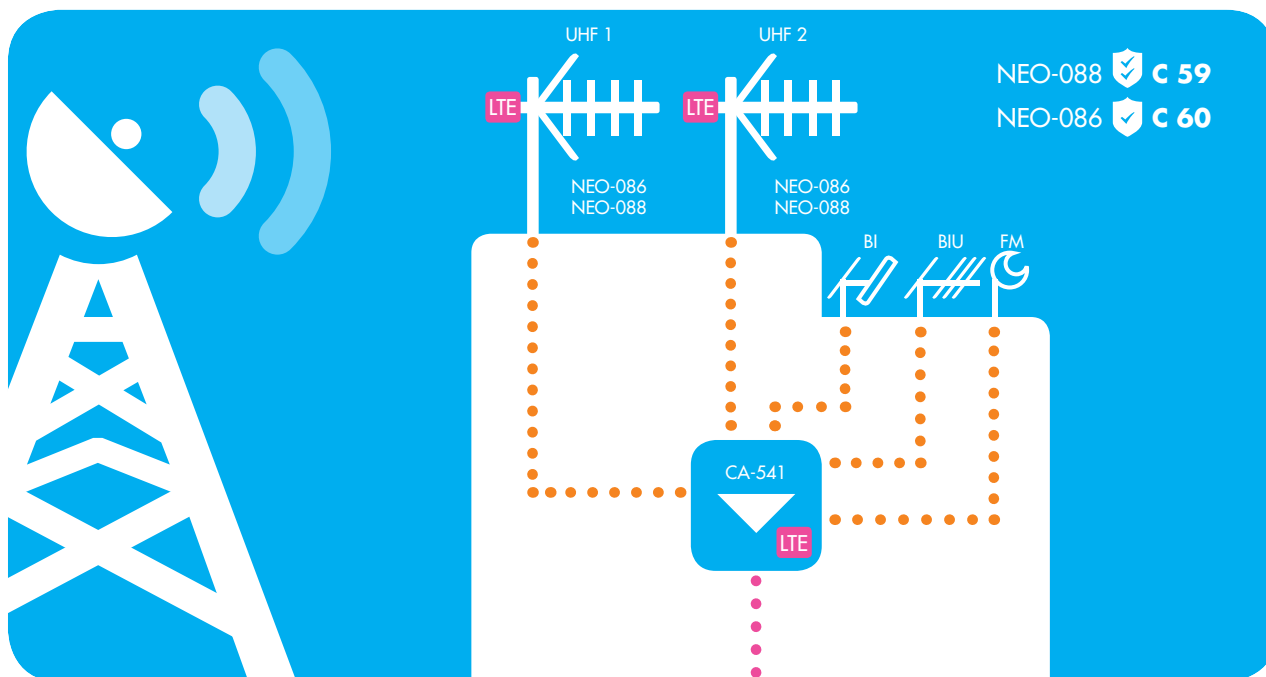 UHF 1
UHF 2
NEO-088 C 59
NEO-086 C 60
LTE
LTE
NEO-086
NEO-088
NEO-086
NEO-088
BI
BIU
FM
CA-541
LTE